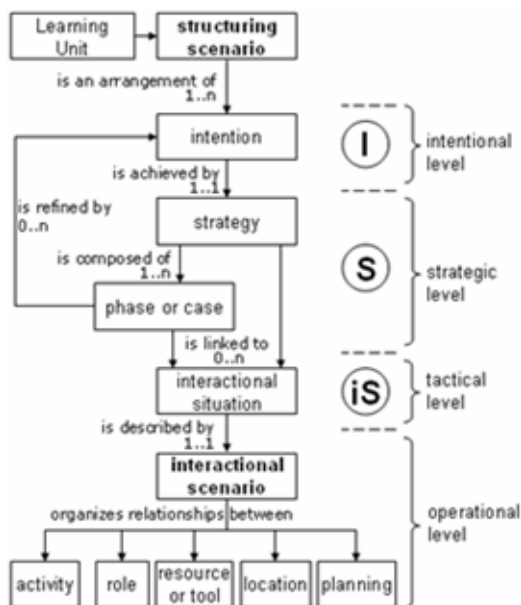 Learning
Unit
structuring
scenario
is an arrangement of
1..n
intention
I
intentional
level
is achieved by
1..1
is refined by
0..n
strategy
S
strategic
level
is composed of
1..n
phase or case
is linked to
0..n
interactional
situation
iS
tactical
level
is described by
1..1
interactional
scenario
organizes relationships between
operational
level
activity
role
resource
or tool
location
planning